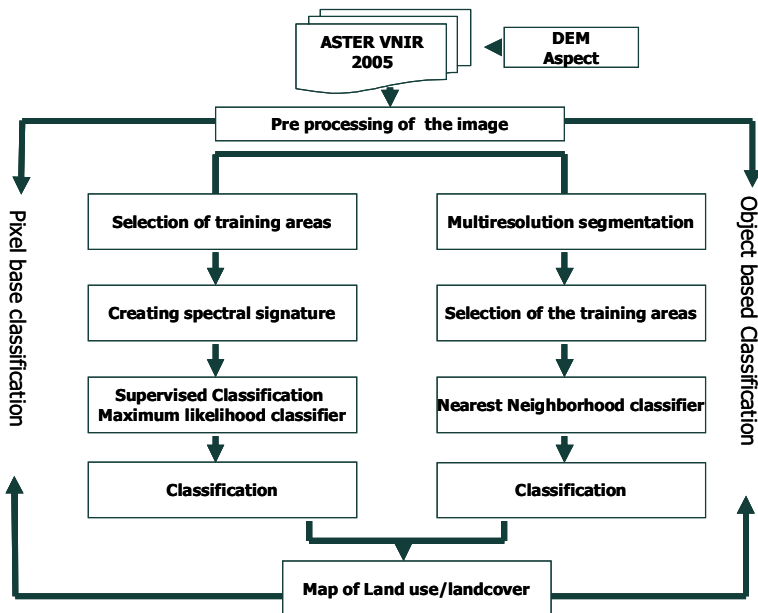 ASTER VNIR
2005
DEM
Aspect
Pre processing of the image
Pixel base classification
Object based Classification
Selection of training areas
Creating spectral signature
Supervised Classification
Maximum likelihood classifier
Classification
Multiresolution segmentation
Selection of the training areas
Nearest Neighborhood classifier
Classification
Map of Land use/landcover